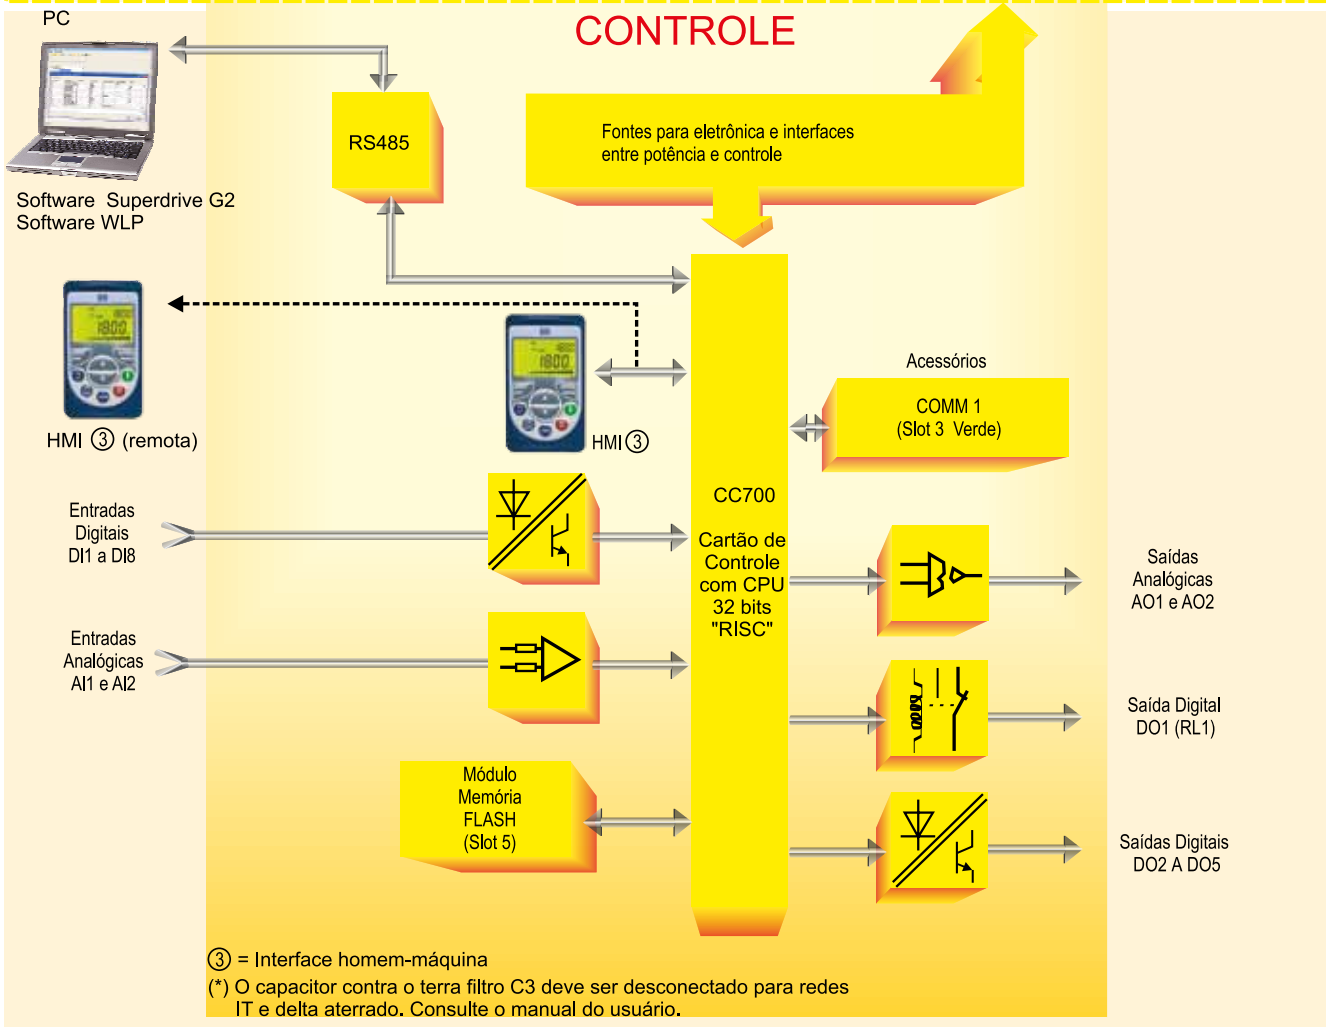 PC
CONTROLE
RS485
Fontes para eletrônica e interfaces
entre potência e controle
Software Superdrive G2
Software WLP
1800
1800
HMI ③ (remota)
HMI ③
Acessórios
COMM 1
(Slot 3 Verde)
Entradas
Digitais
DI1 a DI8
CC700
Cartão de
Controle
com CPU
32 bits
"RISC"
Saídas
Analógicas
AO1 e AO2
Entradas
Analógicas
AI1 e AI2
Saída Digital
DO1 (RL1)
Módulo
Memória
FLASH
(Slot 5)
Saídas Digitais
DO2 A DO5
③ = Interface homem-máquina
(*) O capacitor contra o terra filtro C3 deve ser desconectado para redes
IT e delta aterrado. Consulte o manual do usuário.